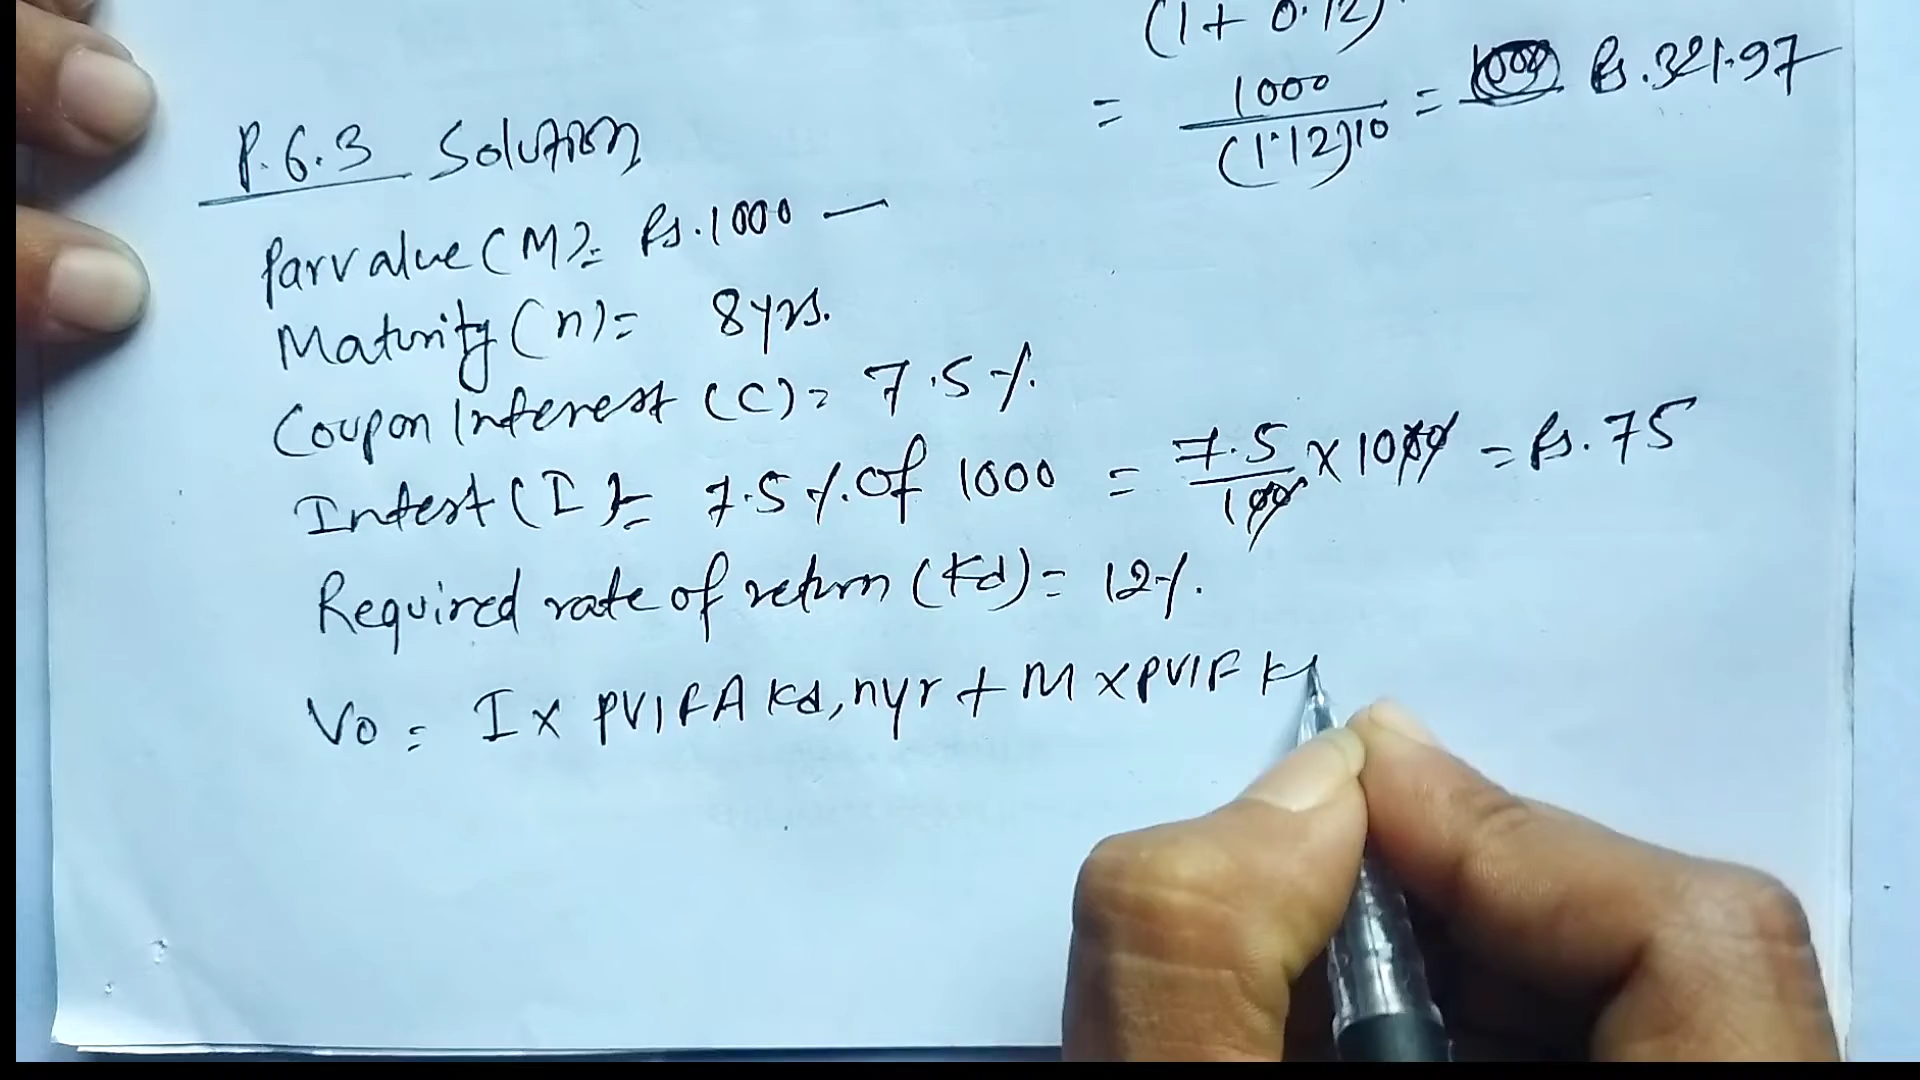 (1 + 0.12)
= 1000 / (1.12)10 = Rs. 321.97
P.6.3 Solution
Parvalue (M) = Rs. 1000 —
Maturity (n) = 8 yrs.
Coupon Interest (C) = 7.5 %
Intest (I) = 7.5 % of 1000 = 7.5 / 100 × 1000 = Rs. 75
Required rate of return (Kd) = 12 %.
Vo = I × PVIFA Kd, nyr + M × PVIF Kd